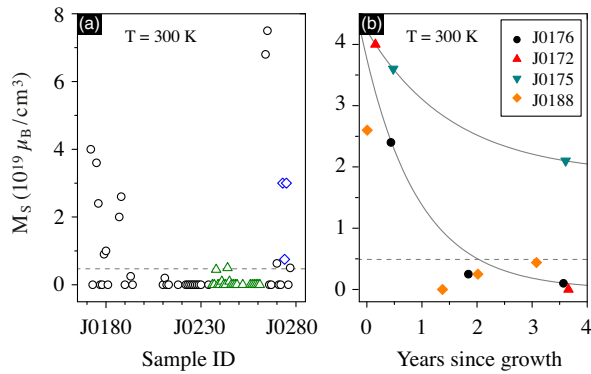 (a)
T = 300 K
M_S (10^19 μ_B/cm^3)
8
6
4
2
0
J0180
J0230
J0280
Sample ID
(b)
T = 300 K
J0176
J0172
J0175
J0188
4
3
2
1
0
0
1
2
3
4
Years since growth